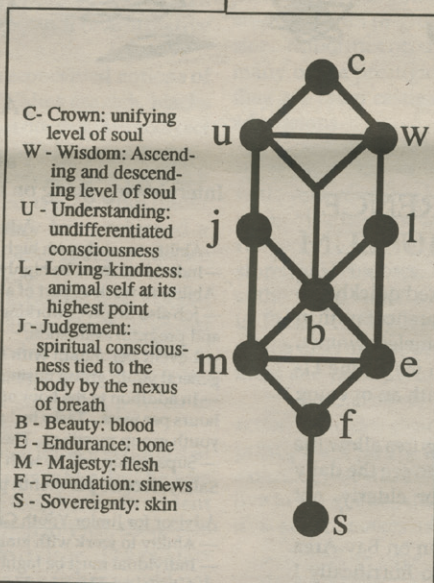 C- Crown: unifying
level of soul
W - Wisdom: Ascend-
ing and descend-
ing level of soul
U - Understanding:
undifferentiated
consciousness
L - Loving-kindness:
animal self at its
highest point
J - Judgement:
spiritual conscious-
ness tied to the
body by the nexus
of breath
B - Beauty: blood
E - Endurance: bone
M - Majesty: flesh
F - Foundation: sinews
S - Sovereignty: skin
c
u w
j l
b
m e
f
s